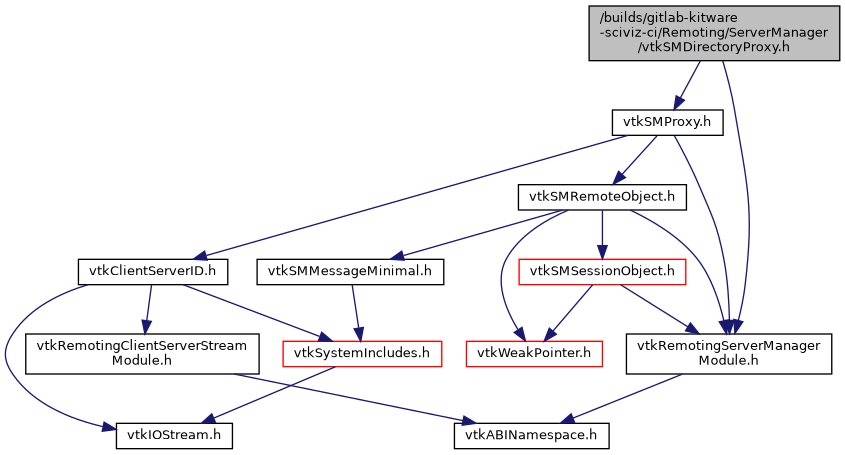 /builds/gitlab-kitware
-sciviz-ci/Remoting/ServerManager
/vtkSMDirectoryProxy.h
vtkSMProxy.h
vtkSMRemoteObject.h
vtkClientServerID.h
vtkSMMessageMinimal.h
vtkSMSessionObject.h
vtkRemotingClientServerStream
Module.h
vtkSystemIncludes.h
vtkWeakPointer.h
vtkRemotingServerManager
Module.h
vtkIOStream.h
vtkABINamespace.h